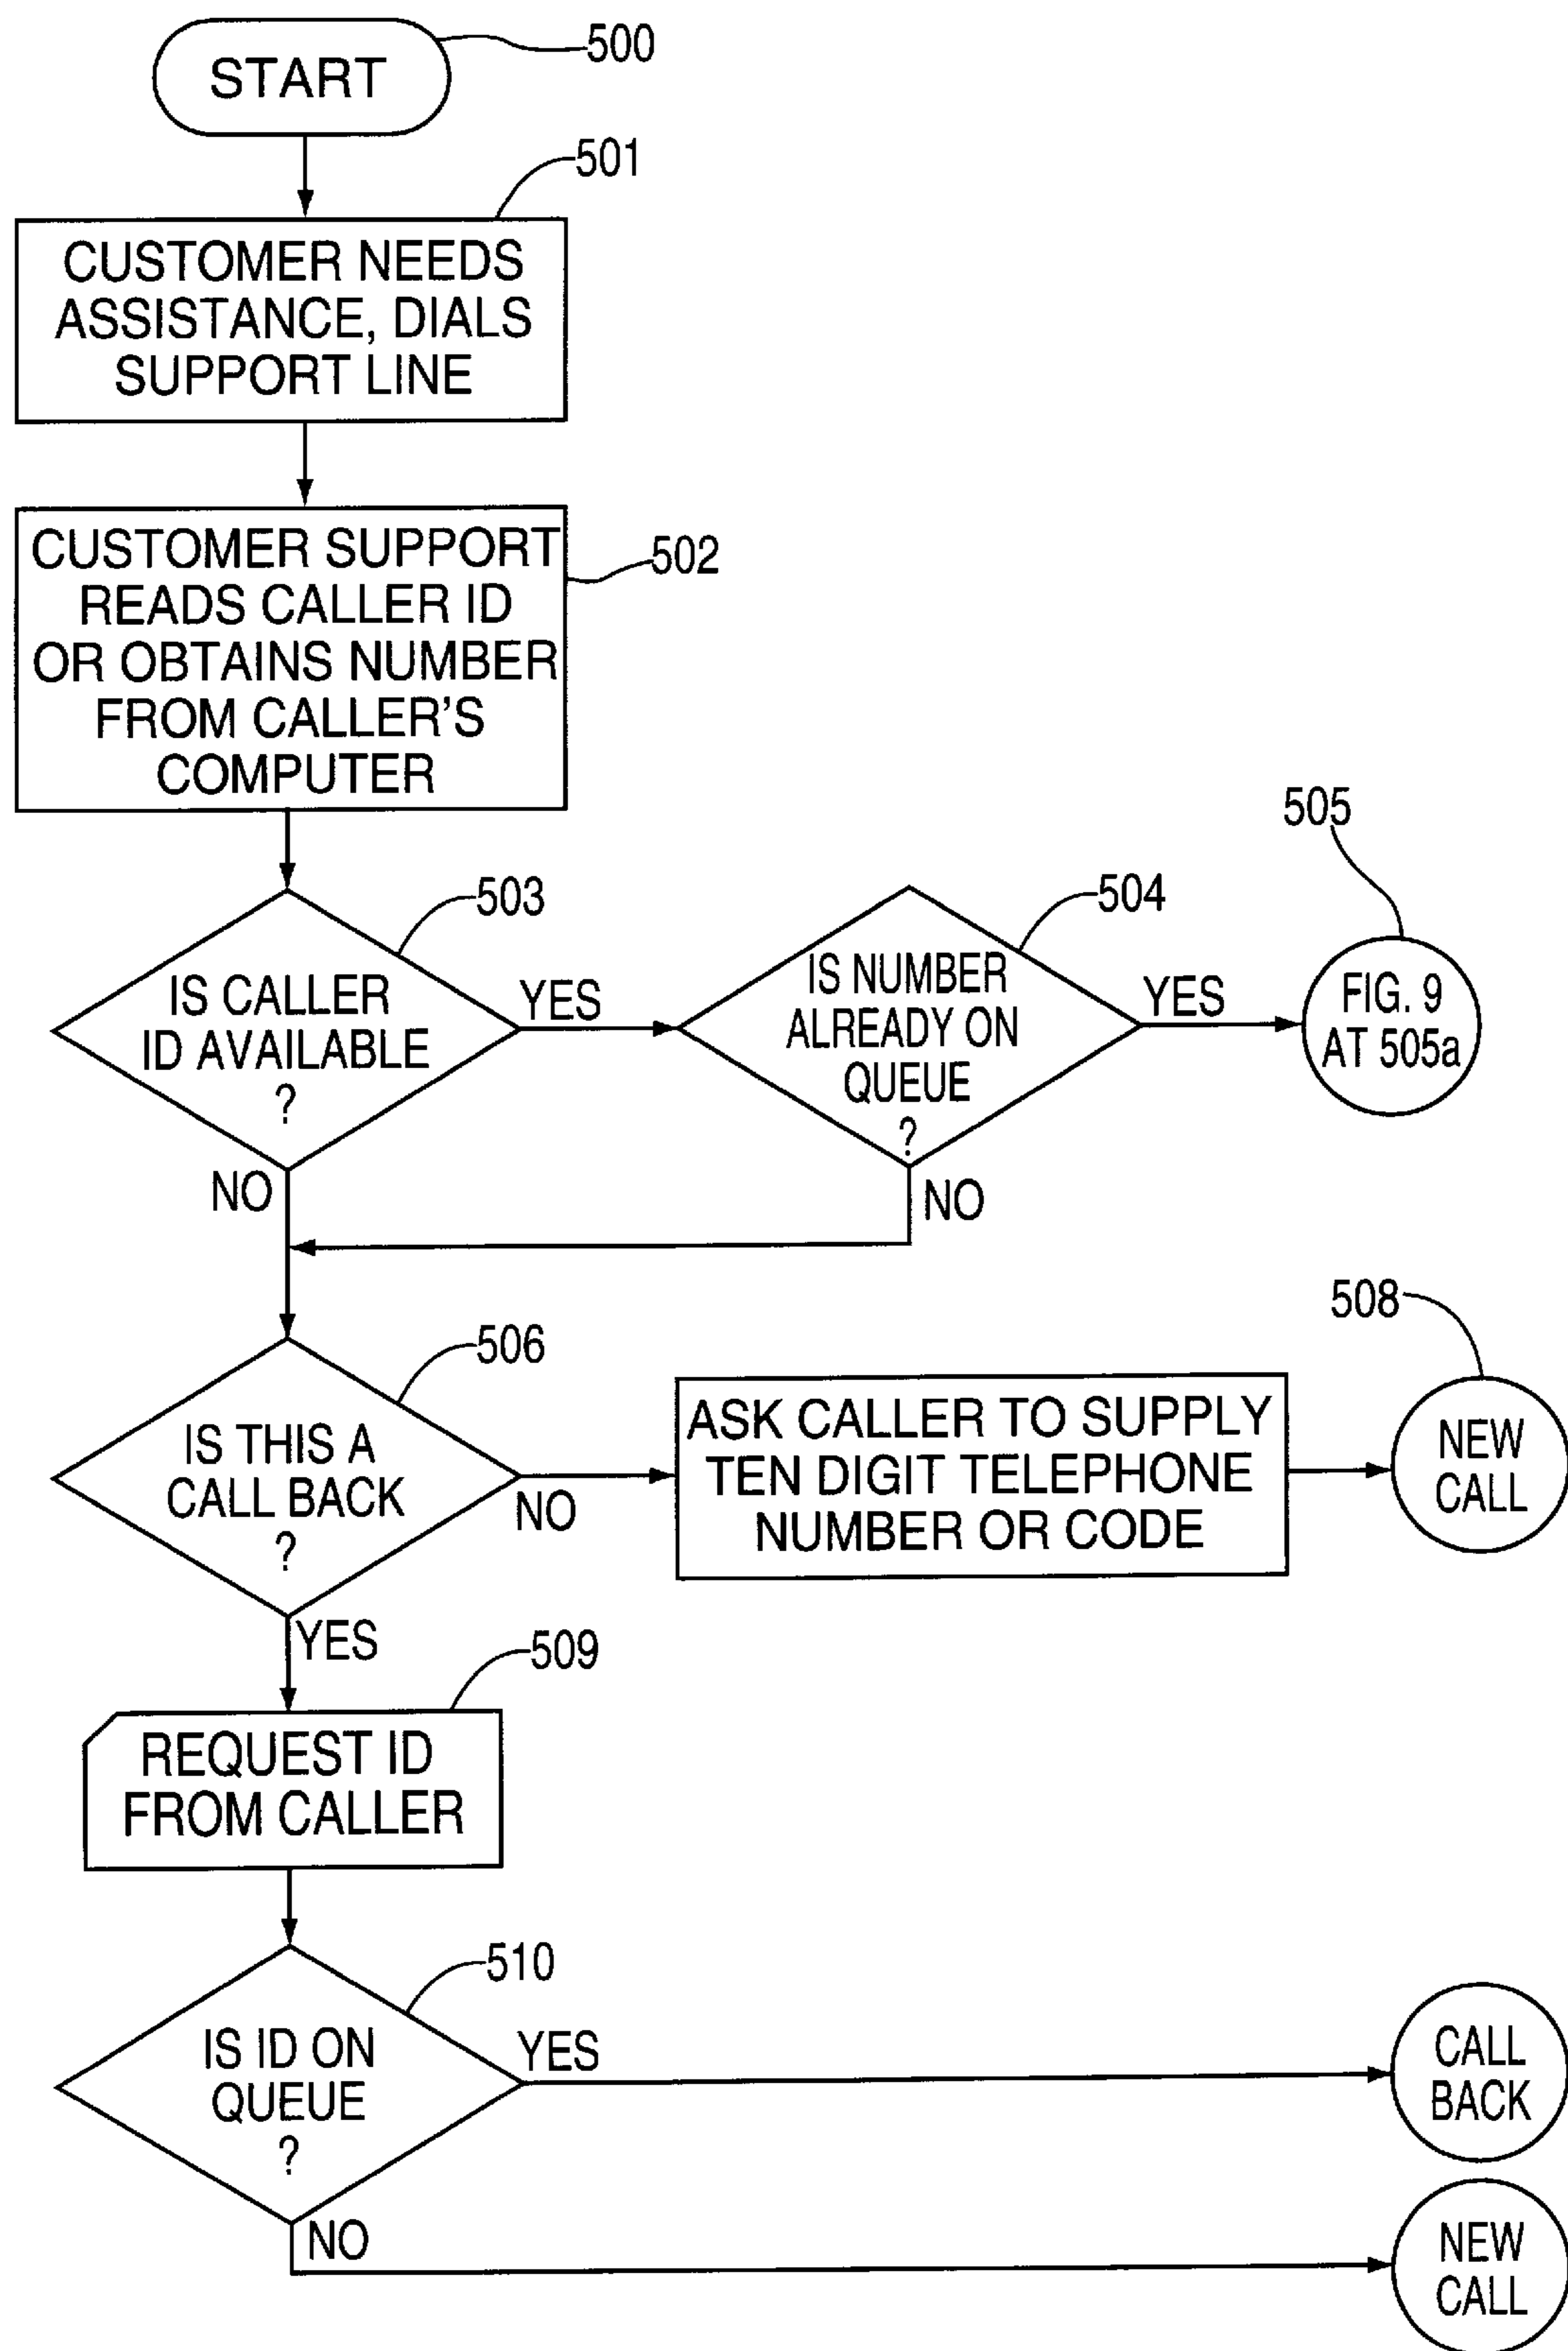 START
500
501
CUSTOMER NEEDS
ASSISTANCE, DIALS
SUPPORT LINE
CUSTOMER SUPPORT
READS CALLER ID
OR OBTAINS NUMBER
FROM CALLER'S
COMPUTER
502
503
IS CALLER
ID AVAILABLE
?
YES
NO
504
IS NUMBER
ALREADY ON
QUEUE
?
YES
NO
505
FIG. 9
AT 505a
506
IS THIS A
CALL BACK
?
NO
YES
ASK CALLER TO SUPPLY
TEN DIGIT TELEPHONE
NUMBER OR CODE
508
NEW
CALL
509
REQUEST ID
FROM CALLER
510
IS ID ON
QUEUE
?
YES
CALL
BACK
NO
NEW
CALL